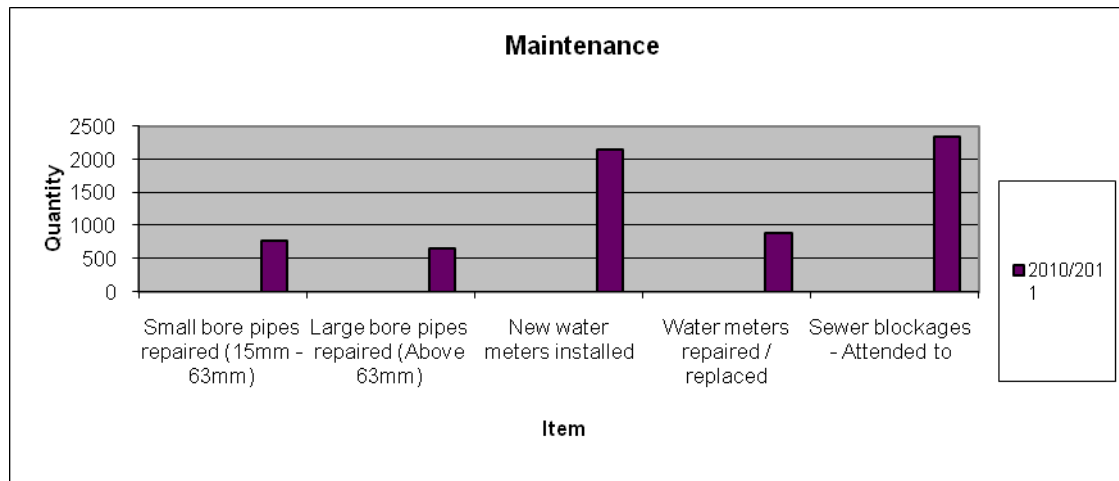 Maintenance
2500
2000
1500
1000
500
0
Quantity
Small bore pipes
repaired (15mm -
63mm)
Large bore pipes
repaired (Above
63mm)
New water
meters installed
Water meters
repaired /
replaced
Sewer blockages
- Attended to
Item
2010/201
1